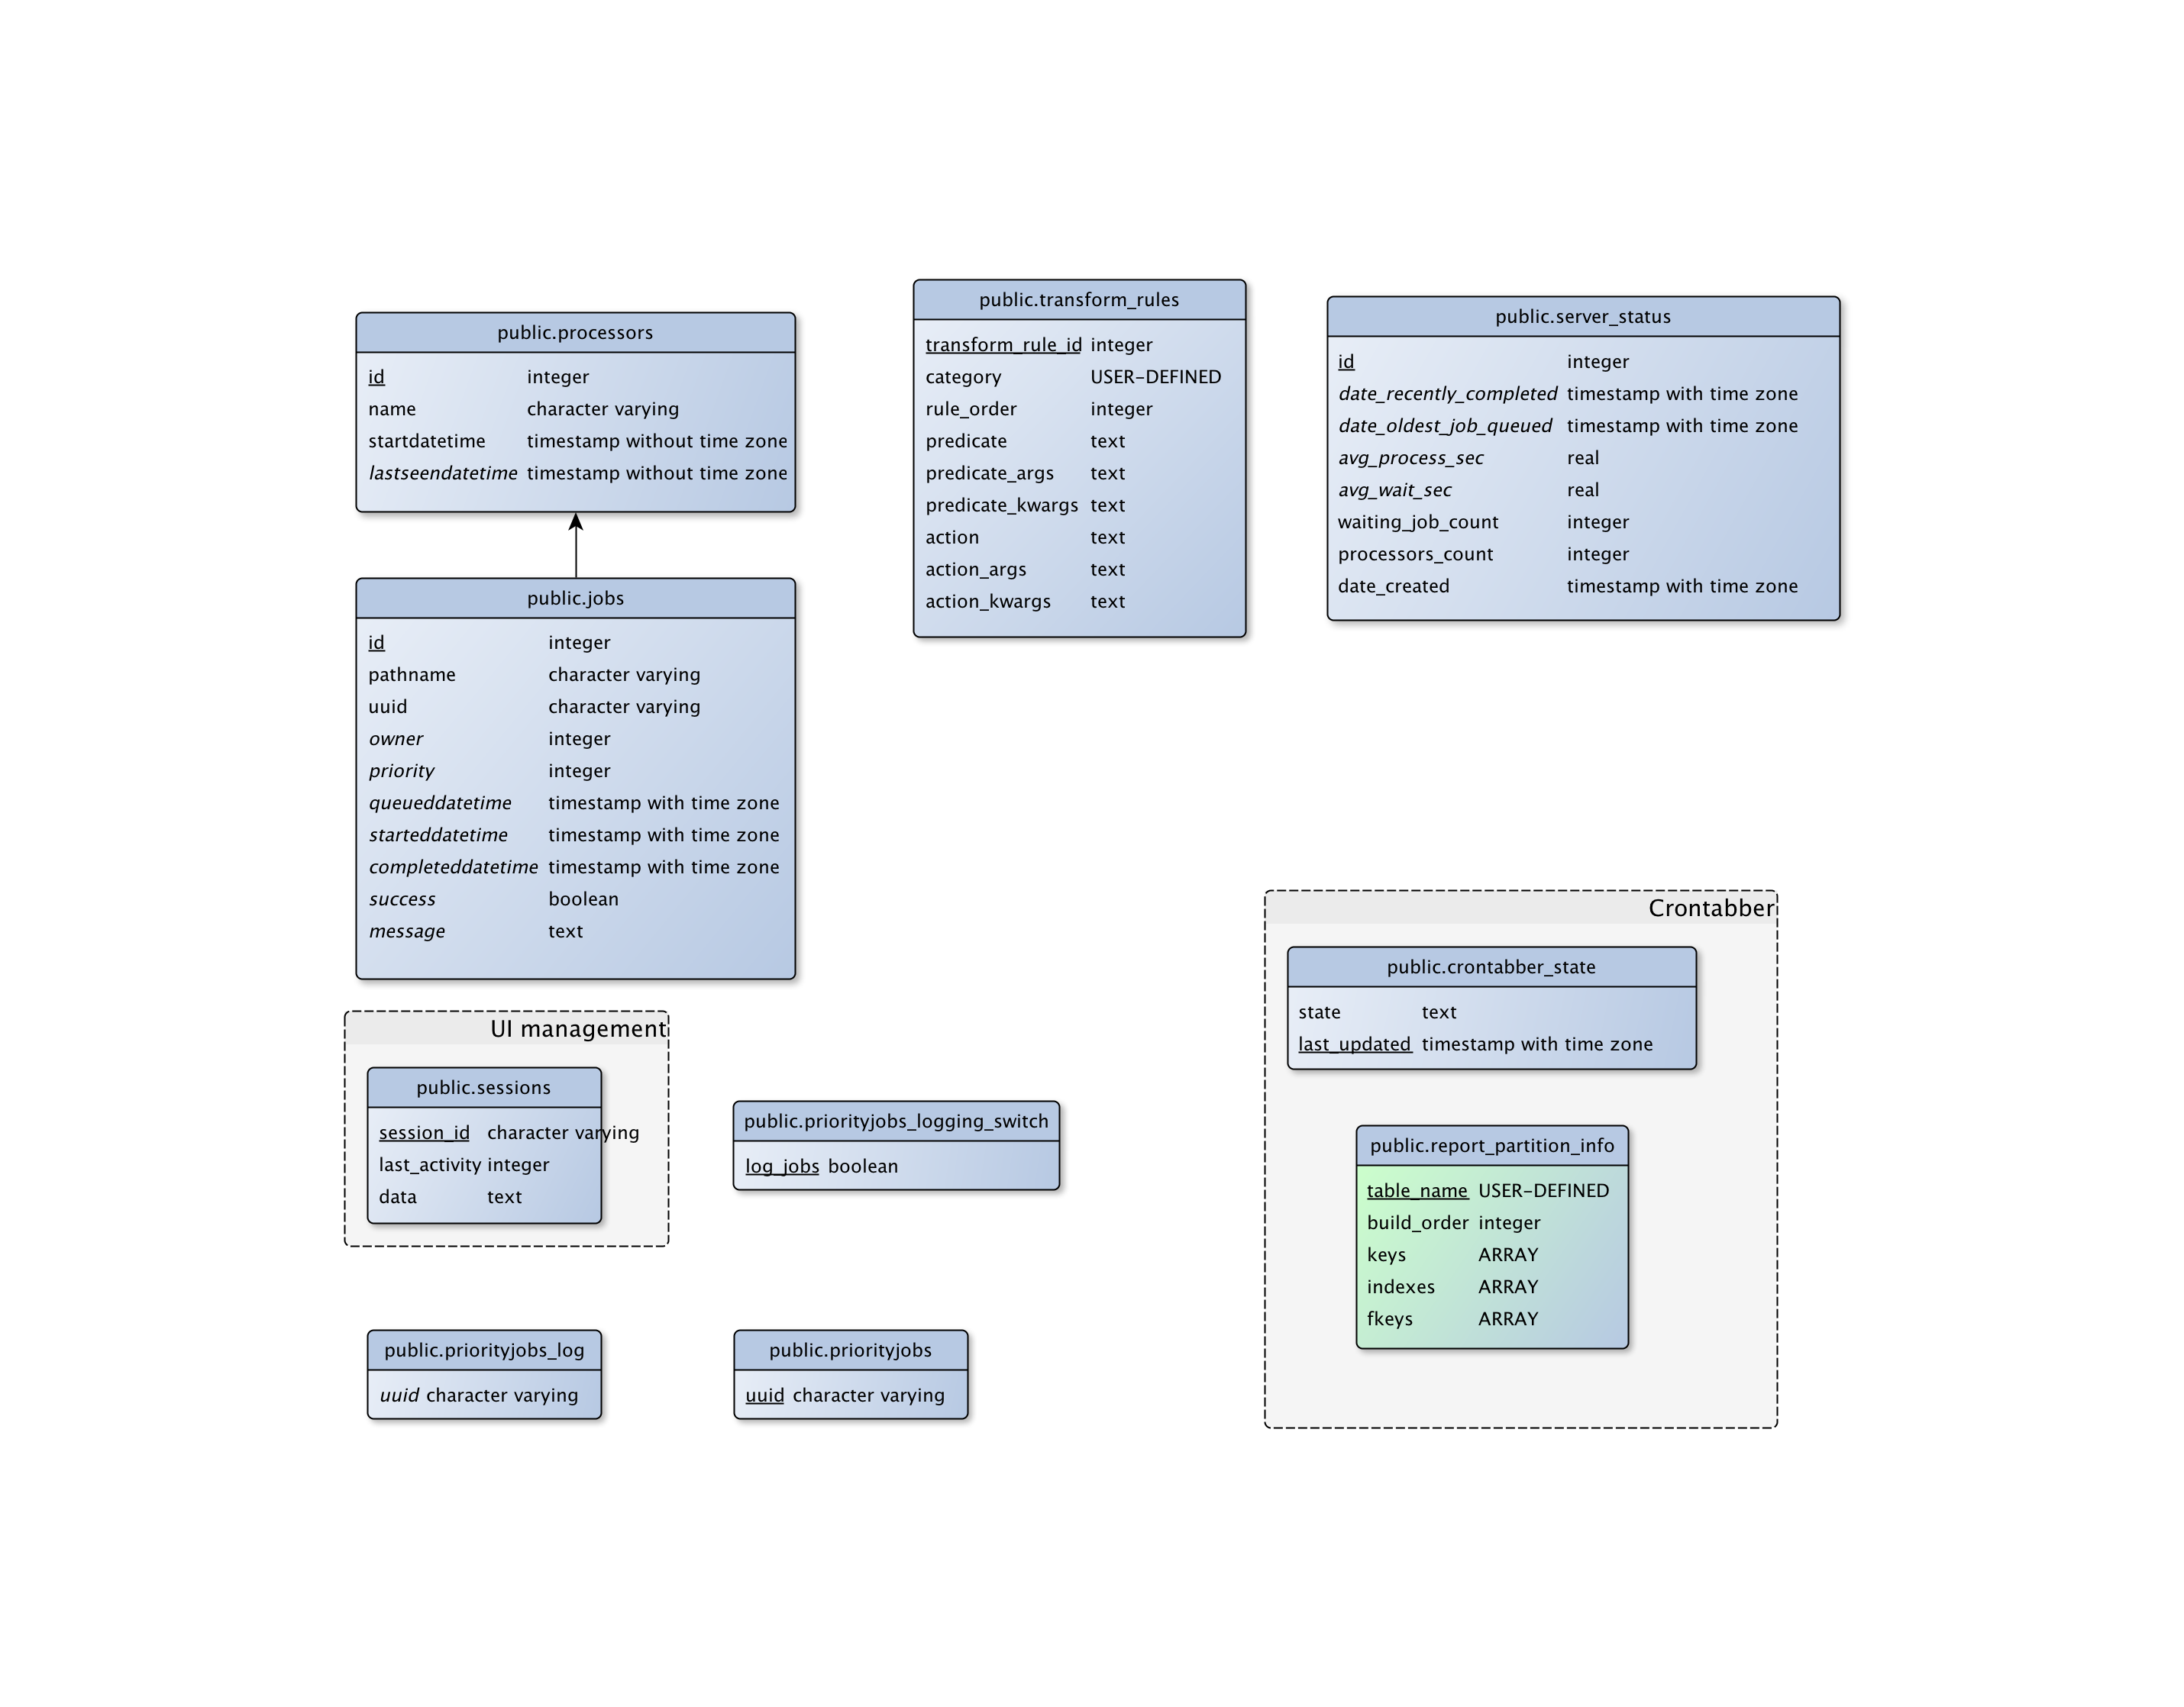 public.processors
id integer
name character varying
startdatetime timestamp without time zone
lastseendatetime timestamp without time zone
public.jobs
id integer
pathname character varying
uuid character varying
owner integer
priority integer
queueddatetime timestamp with time zone
starteddatetime timestamp with time zone
completeddatetime timestamp with time zone
success boolean
message text
public.transform_rules
transform_rule_id integer
category USER-DEFINED
rule_order integer
predicate text
predicate_args text
predicate_kwargs text
action text
action_args text
action_kwargs text
public.server_status
id integer
date_recently_completed timestamp with time zone
date_oldest_job_queued timestamp with time zone
avg_process_sec real
avg_wait_sec real
waiting_job_count integer
processors_count integer
date_created timestamp with time zone
UI management
public.sessions
session_id character varying
last_activity integer
data text
public.priorityjobs_logging_switch
log_jobs boolean
public.priorityjobs_log
uuid character varying
public.priorityjobs
uuid character varying
Crontabber
public.crontabber_state
state text
last_updated timestamp with time zone
public.report_partition_info
table_name USER-DEFINED
build_order integer
keys ARRAY
indexes ARRAY
fkeys ARRAY